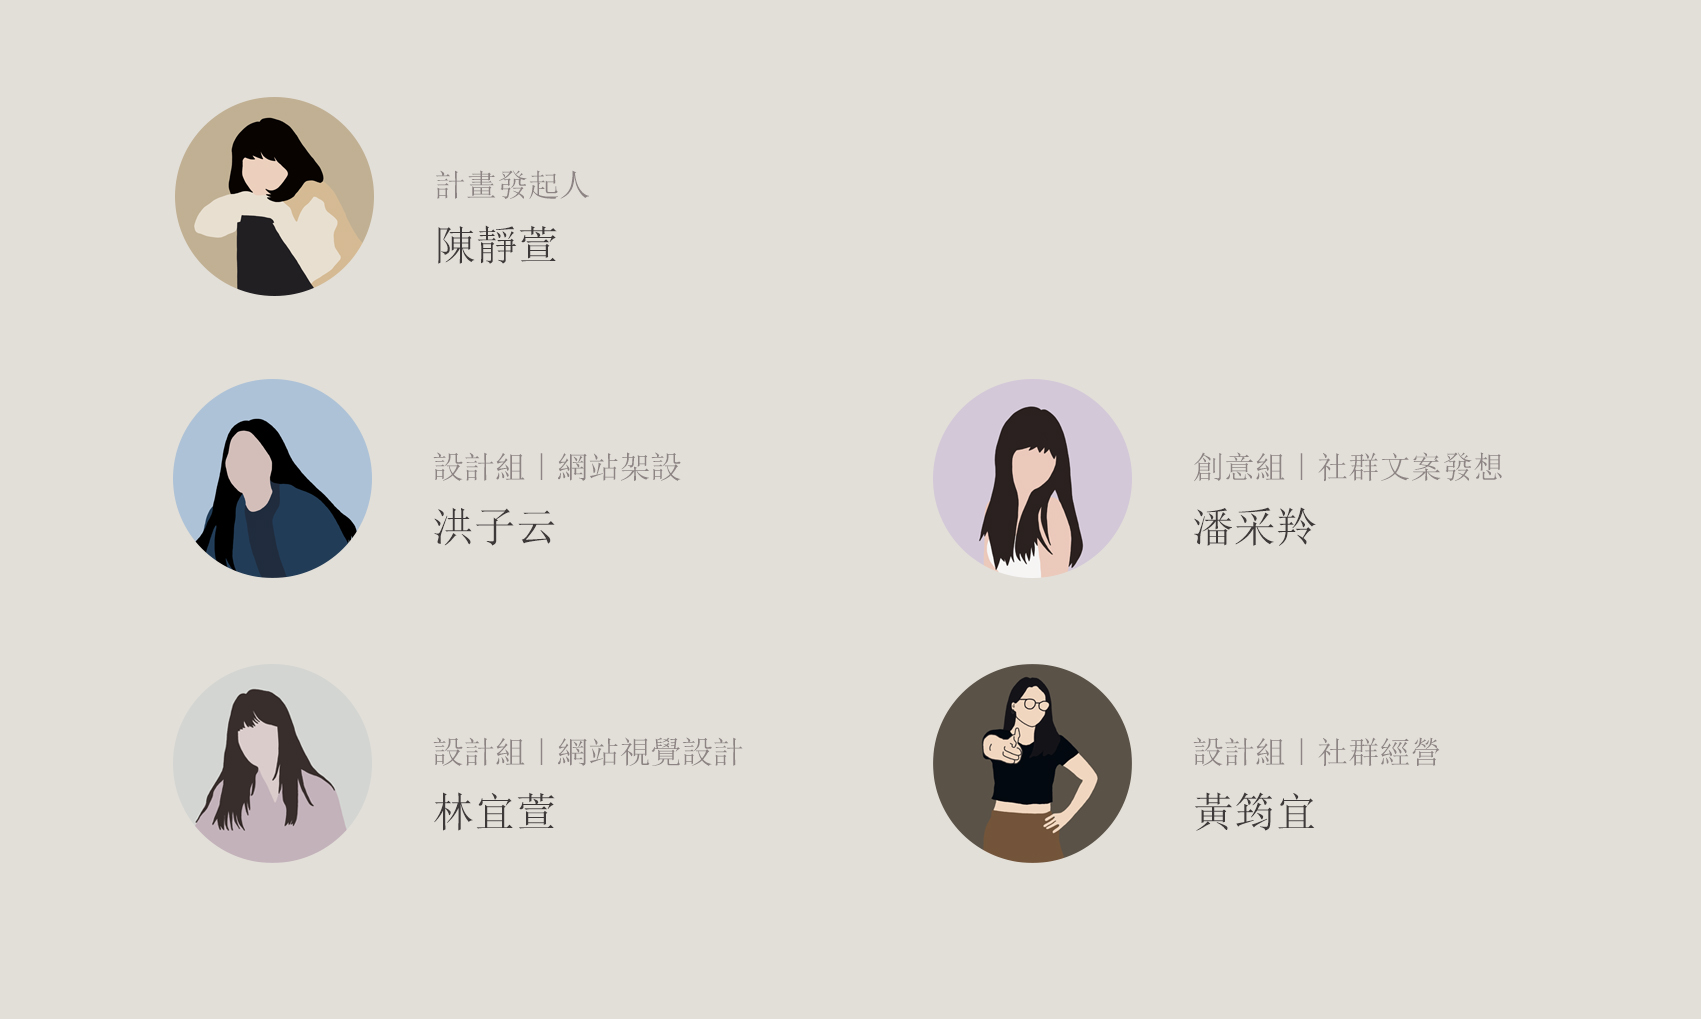 計畫發起人
陳靜萱
設計組|網站架設
洪子云
創意組|社群文案發想
潘采羚
設計組|網站視覺設計
林宜萱
設計組|社群經營
黃筠宜